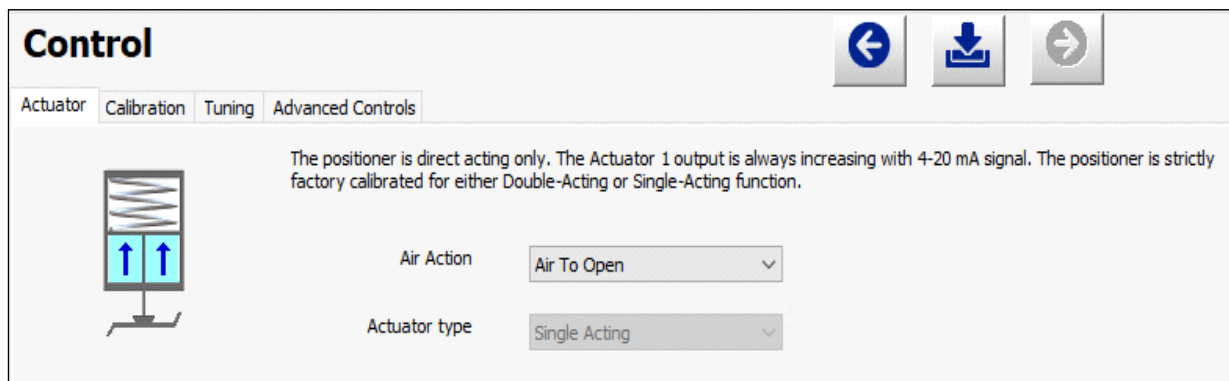 Control
Actuator
Calibration
Tuning
Advanced Controls
The positioner is direct acting only. The Actuator 1 output is always increasing with 4-20 mA signal. The positioner is strictly
factory calibrated for either Double-Acting or Single-Acting function.
Air Action
Air To Open
Actuator type
Single Acting